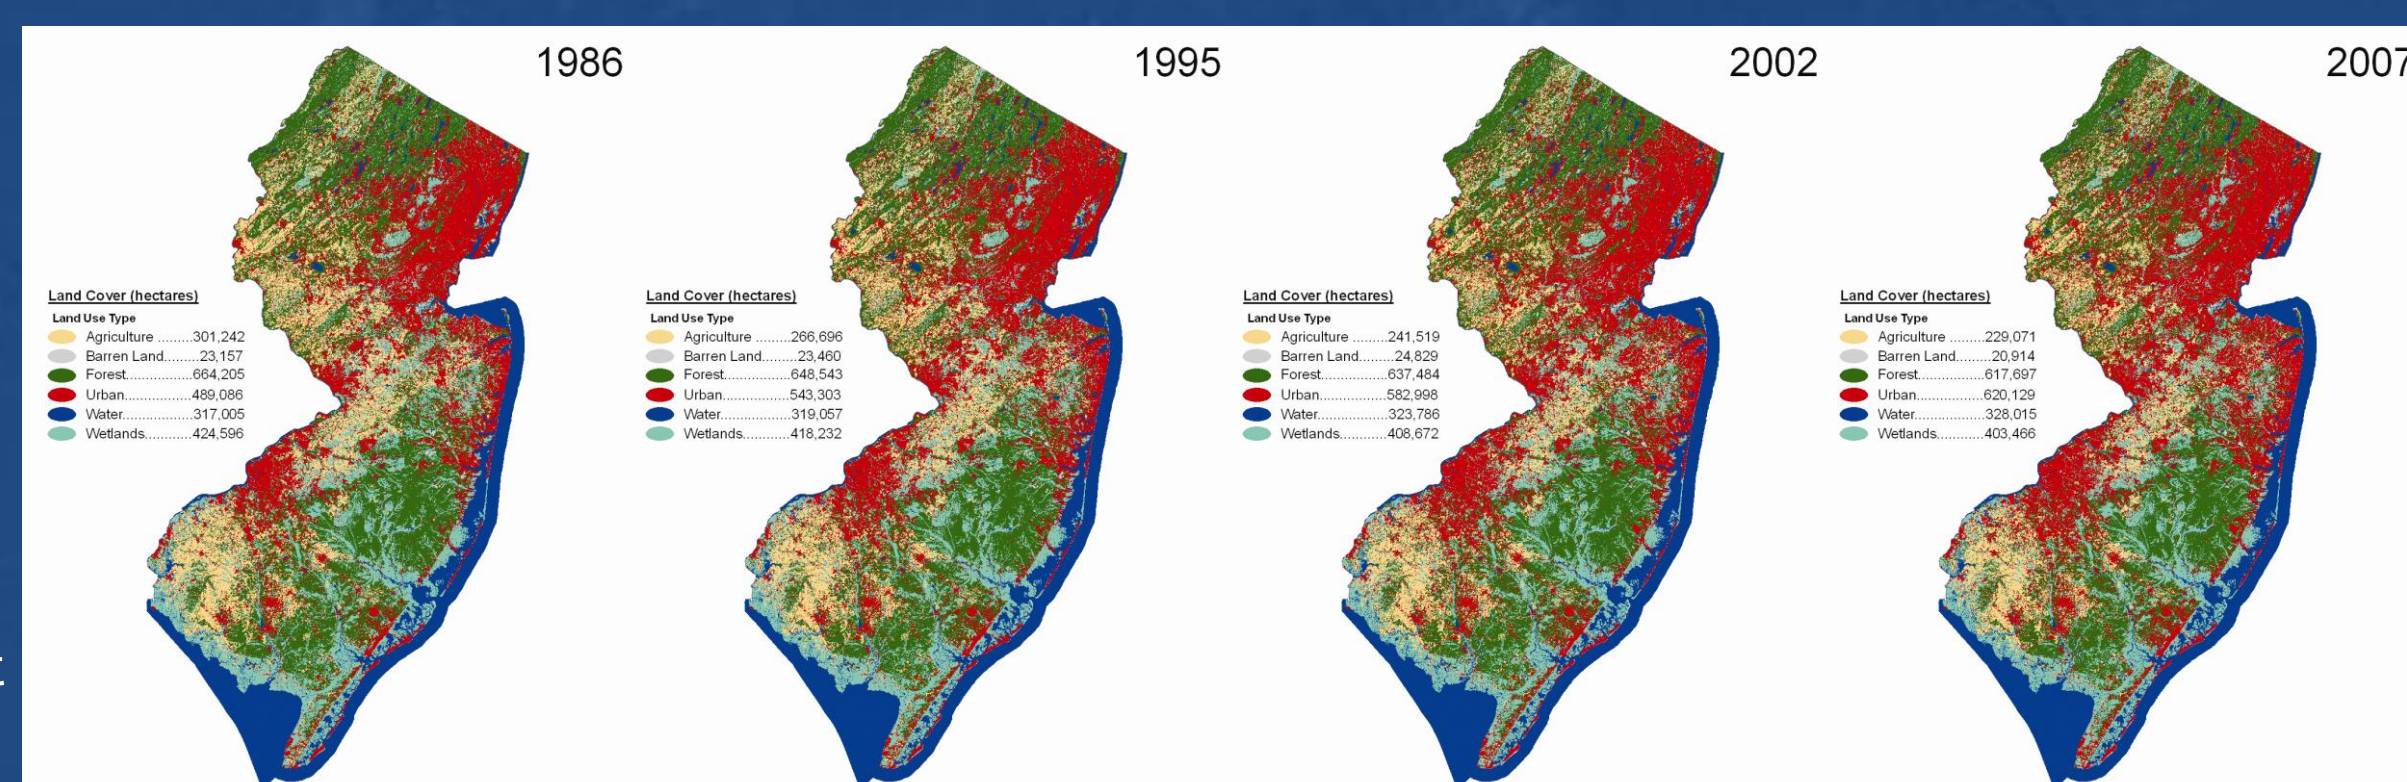 1986
Land Cover (hectares)
Land Use Type
Agriculture .........301,242
Barren Land.........23,157
Forest.................664,205
Urban.................489,086
Water.................317,005
Wetlands............424,596
1995
Land Cover (hectares)
Land Use Type
Agriculture .........266,696
Barren Land.........23,460
Forest.................648,543
Urban.................543,303
Water.................319,057
Wetlands............418,232
2002
Land Cover (hectares)
Land Use Type
Agriculture .........241,519
Barren Land.........24,829
Forest.................637,484
Urban.................582,998
Water.................323,786
Wetlands............408,672
2007
Land Cover (hectares)
Land Use Type
Agriculture .........229,071
Barren Land.........20,914
Forest.................617,697
Urban.................620,129
Water.................328,015
Wetlands............403,466
t